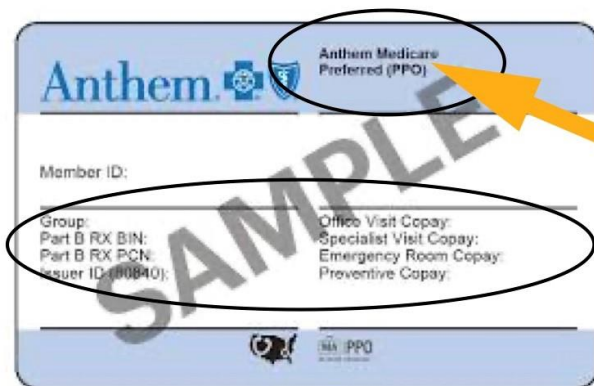 Anthem
Anthem Medicare
Preferred (PPO)
Member ID:
Group:
Part B RX BIN:
Part B RX PCN:
Issuer ID (80840):
Office Visit Copay:
Specialist Visit Copay:
Emergency Room Copay:
Preventive Copay:
SAMPLE
MA PPO